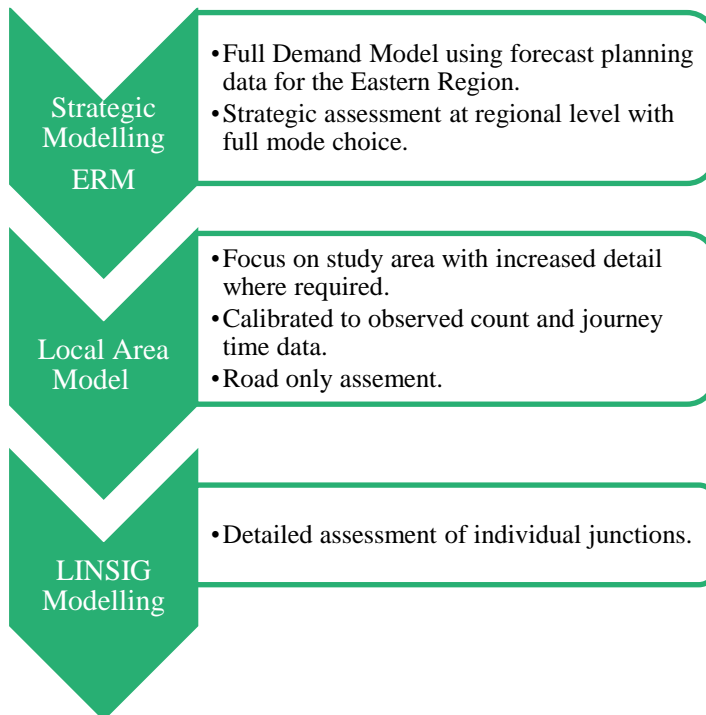 Strategic
Modelling
ERM
•Full Demand Model using forecast planning
data for the Eastern Region.
•Strategic assessment at regional level with
full mode choice.
Local Area
Model
•Focus on study area with increased detail
where required.
•Calibrated to observed count and journey
time data.
•Road only assement.
LINSIG
Modelling
•Detailed assessment of individual junctions.